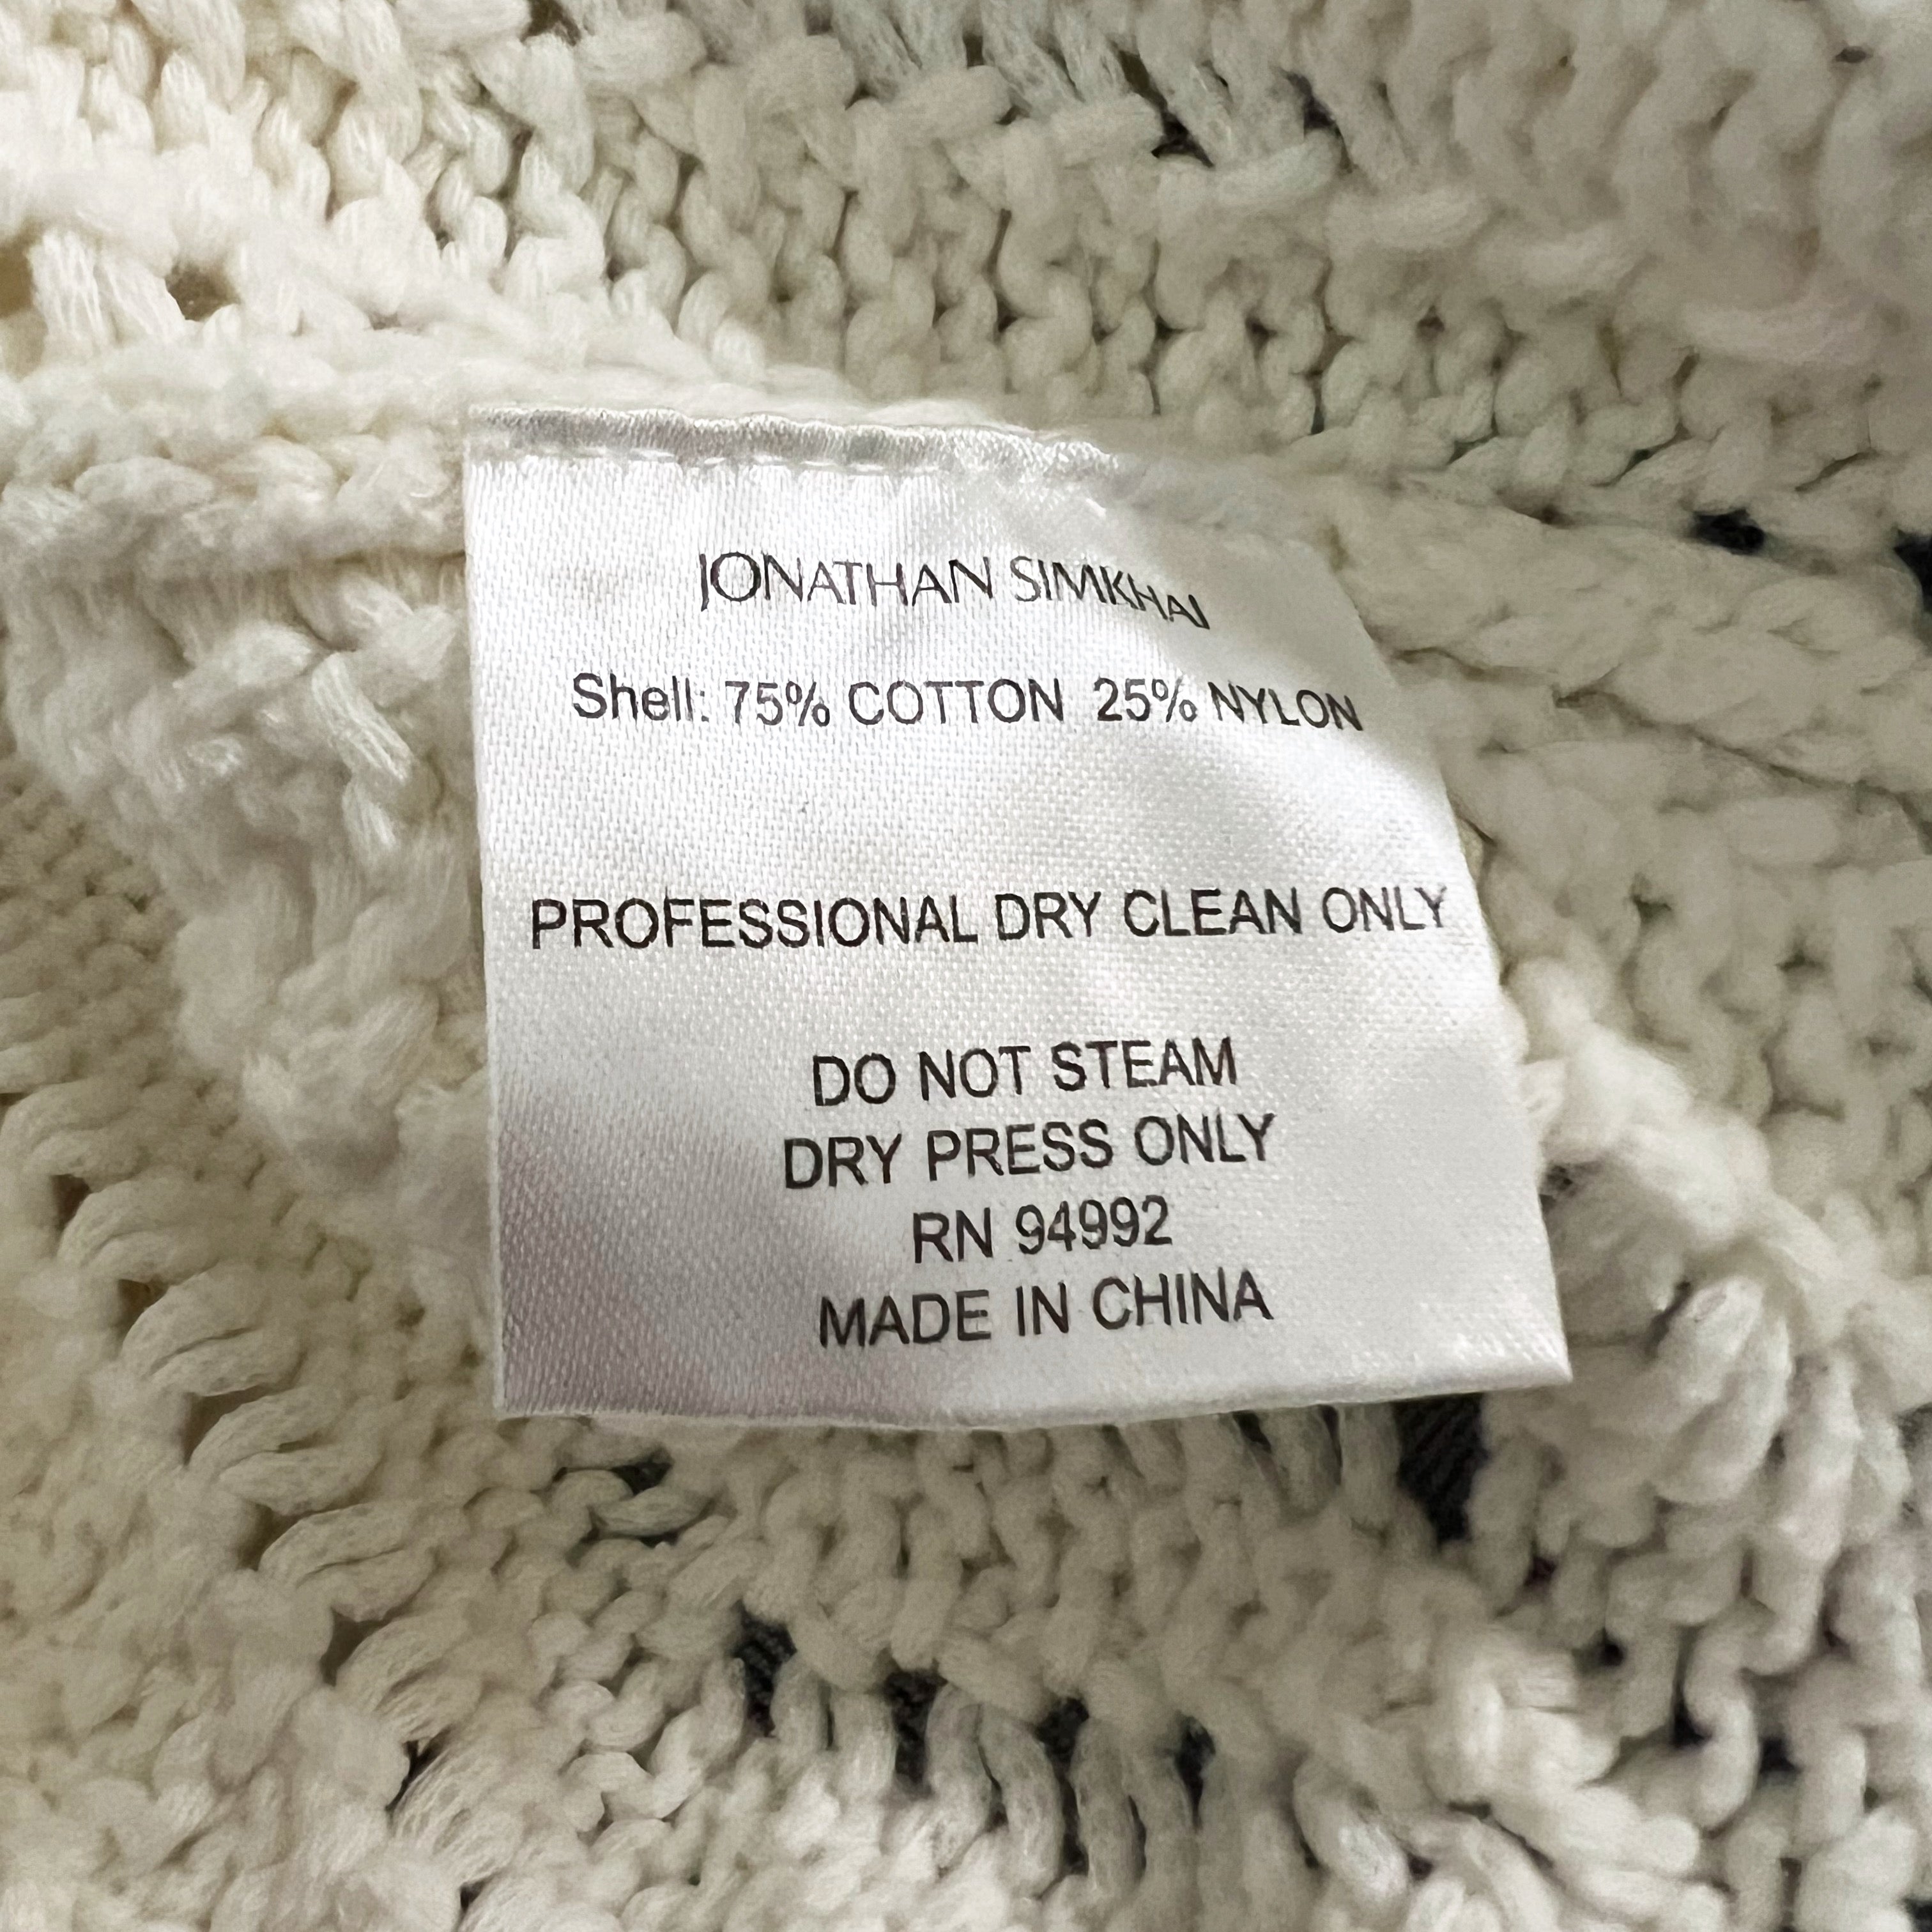 JONATHAN SIMKHAI
Shell: 75% COTTON 25% NYLON
PROFESSIONAL DRY CLEAN ONLY
DO NOT STEAM
DRY PRESS ONLY
RN 94992
MADE IN CHINA